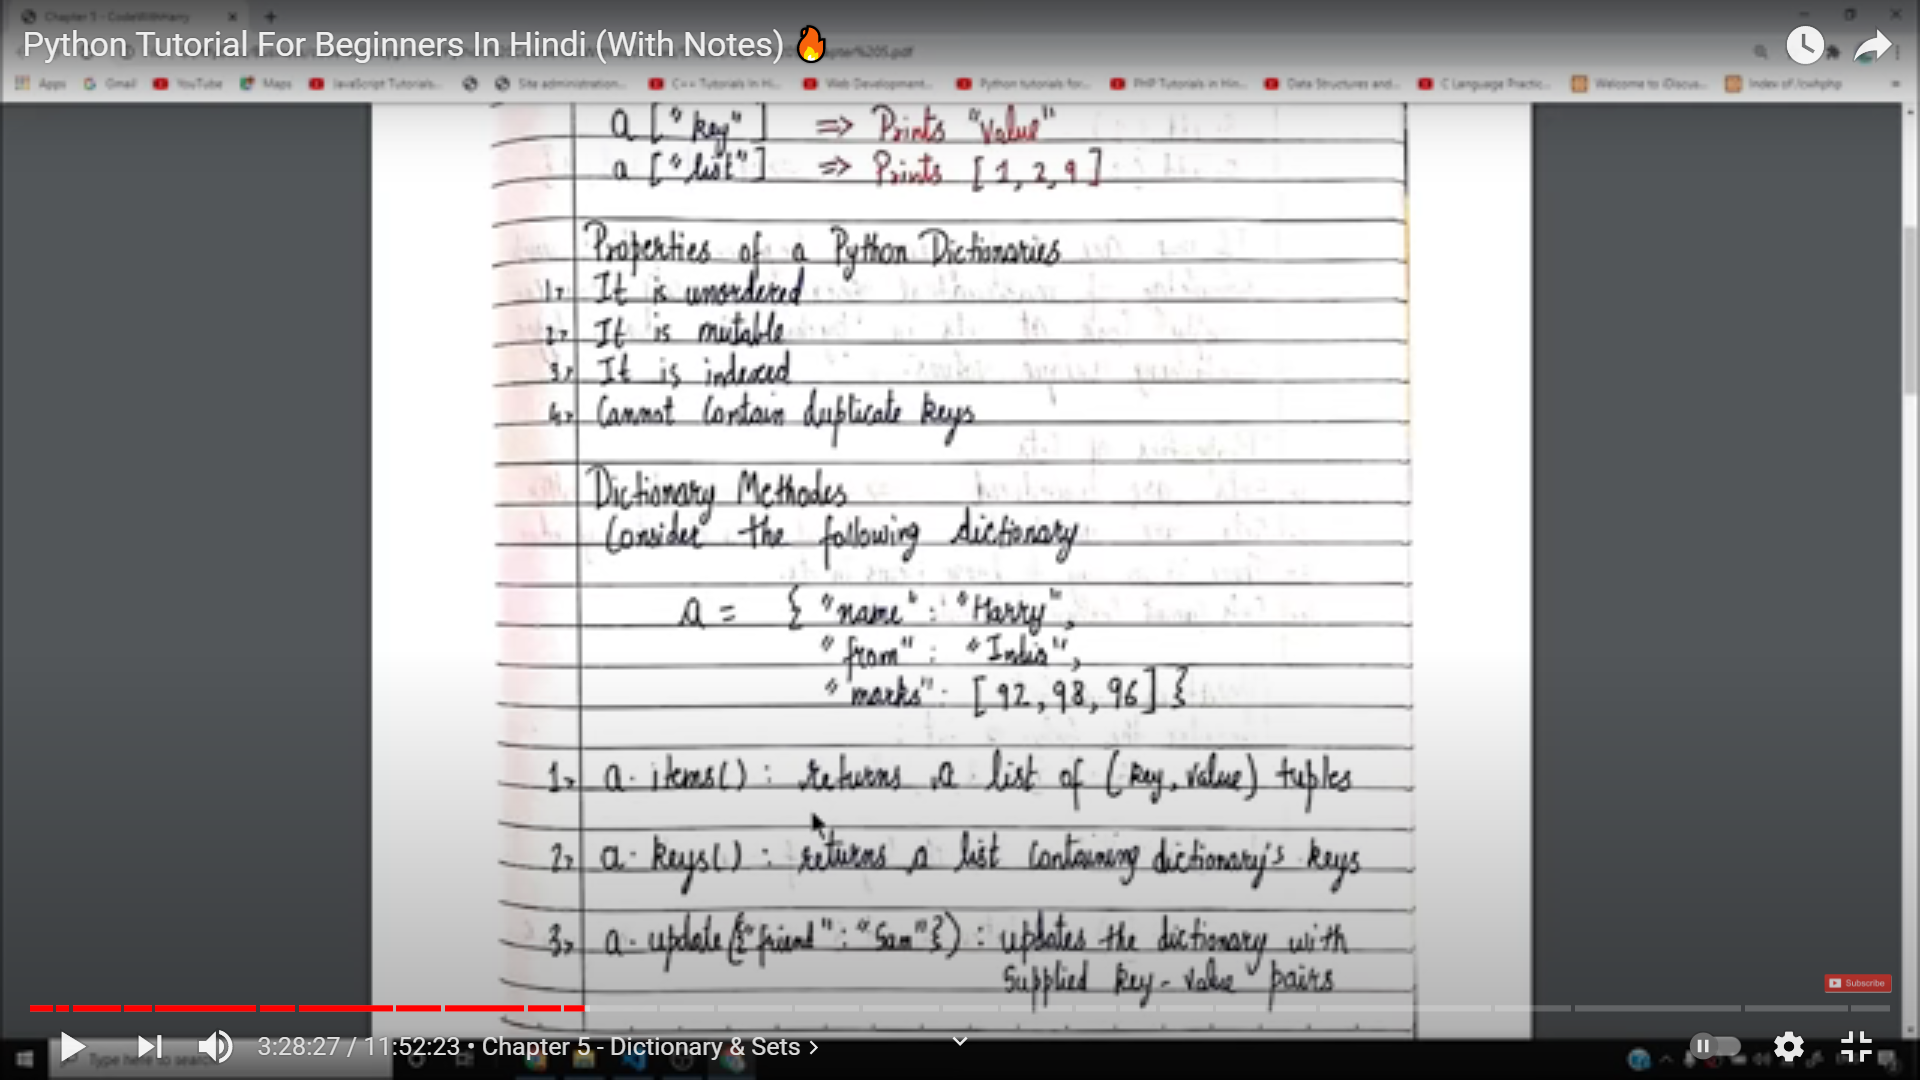 Chapter 5 - CodeWithHarry
Python Tutorial For Beginners In Hindi (With Notes) 🔥
Apps Gmail YouTube Maps JavaScript Tutorials... Site administration... C++ Tutorials In Hi... Web Development... Python tutorials for... PHP Tutorials in Hin... Data Structures and... C Language Practic... Welcome to iDiscus... Index of /cwhphp
a ["key"] => Prints "value"
a ["list"] => Prints [1, 2, 9]
Properties of a Python Dictionaries
1> It is unordered
2> It is mutable
3> It is indexed
4> Cannot Contain duplicate keys
Dictionary Methodes
Consider the following dictionary
a = { "name" : "Harry",
"from" : "India",
"marks" : [92, 98, 96] }
1> a.items() : returns a list of (key, value) tuples
2> a.keys() : returns a list Containing dictionary's keys
3> a.update({"friend" : "Sam"}) : updates the dictionary with
Supplied key-value pairs
Subscribe
3:28:27 / 11:52:23 • Chapter 5 - Dictionary & Sets >
Type here to search